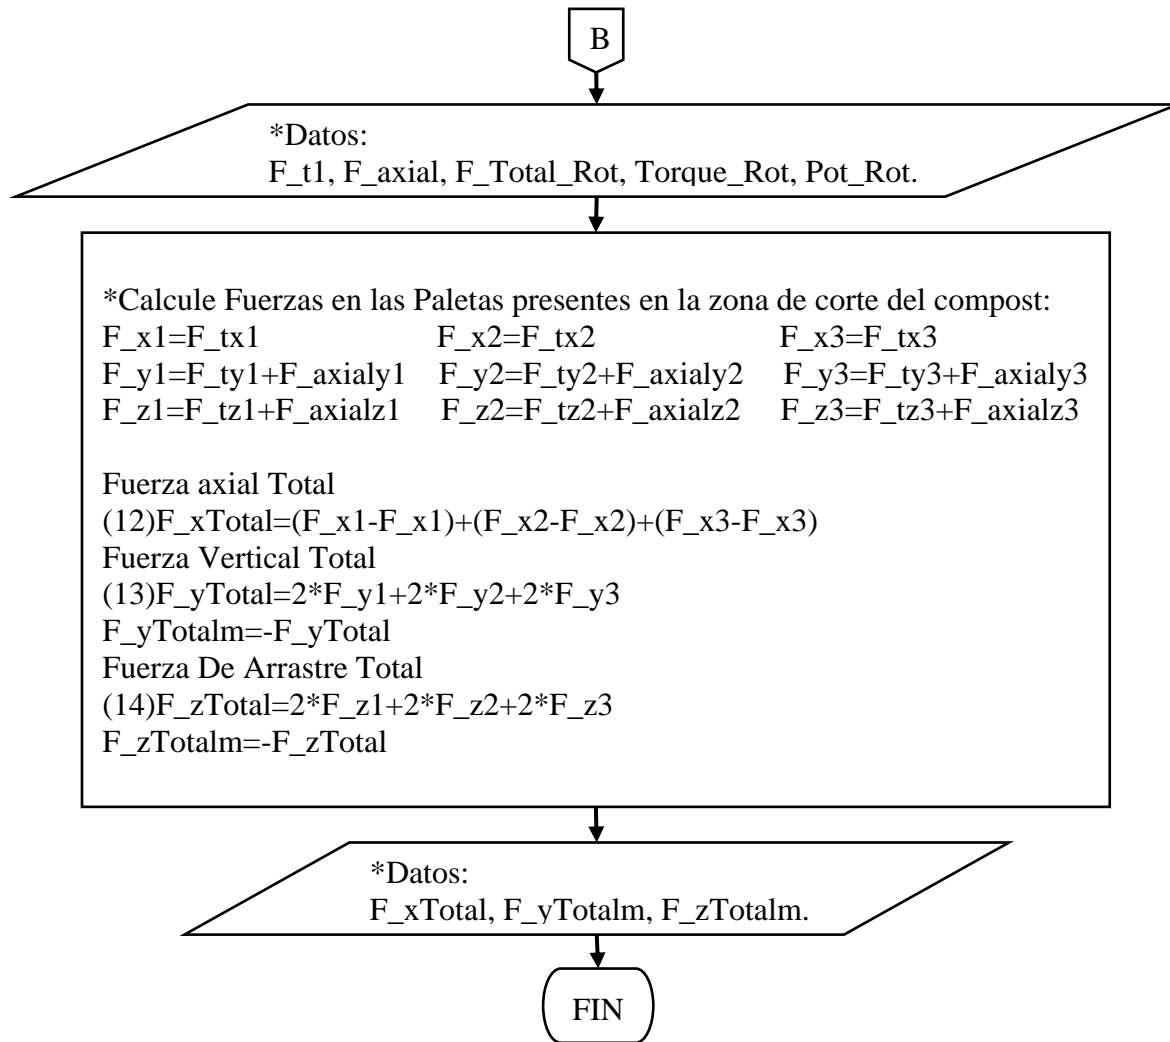 B
*Datos:
F_t1, F_axial, F_Total_Rot, Torque_Rot, Pot_Rot.
*Calcule Fuerzas en las Paletas presentes en la zona de corte del compost:
F_x1=F_tx1 F_x2=F_tx2 F_x3=F_tx3
F_y1=F_ty1+F_axialy1 F_y2=F_ty2+F_axialy2 F_y3=F_ty3+F_axialy3
F_z1=F_tz1+F_axialz1 F_z2=F_tz2+F_axialz2 F_z3=F_tz3+F_axialz3
Fuerza axial Total
(12)F_xTotal=(F_x1-F_x1)+(F_x2-F_x2)+(F_x3-F_x3)
Fuerza Vertical Total
(13)F_yTotal=2*F_y1+2*F_y2+2*F_y3
F_yTotalm=-F_yTotal
Fuerza De Arrastre Total
(14)F_zTotal=2*F_z1+2*F_z2+2*F_z3
F_zTotalm=-F_zTotal
*Datos:
F_xTotal, F_yTotalm, F_zTotalm.
FIN